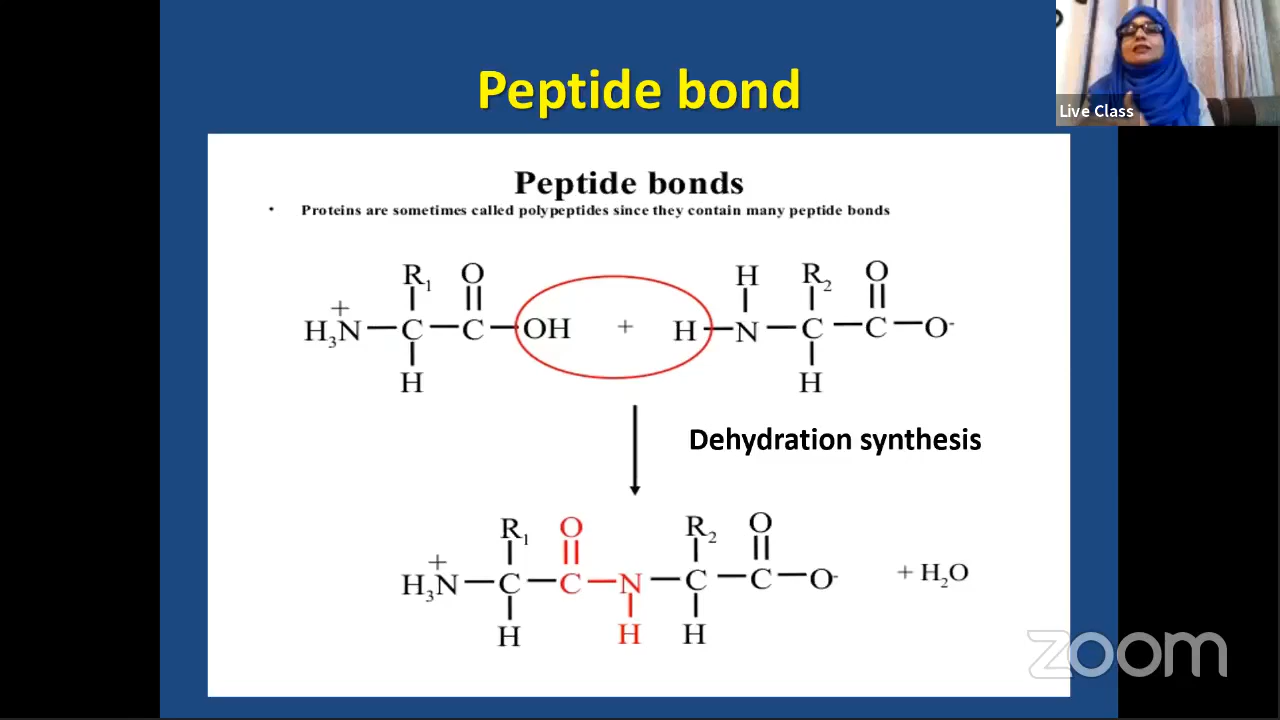 Live Class
Peptide bond
Peptide bonds
• Proteins are sometimes called polypeptides since they contain many peptide bonds
H R₁ O H R₂ O
+
H₃N—C—C—OH + H—N—C—C—O⁻
H H
Dehydration synthesis
R₁ O R₂ O
+
H₃N—C—C—N—C—C—O⁻ + H₂O
H H H
zoom